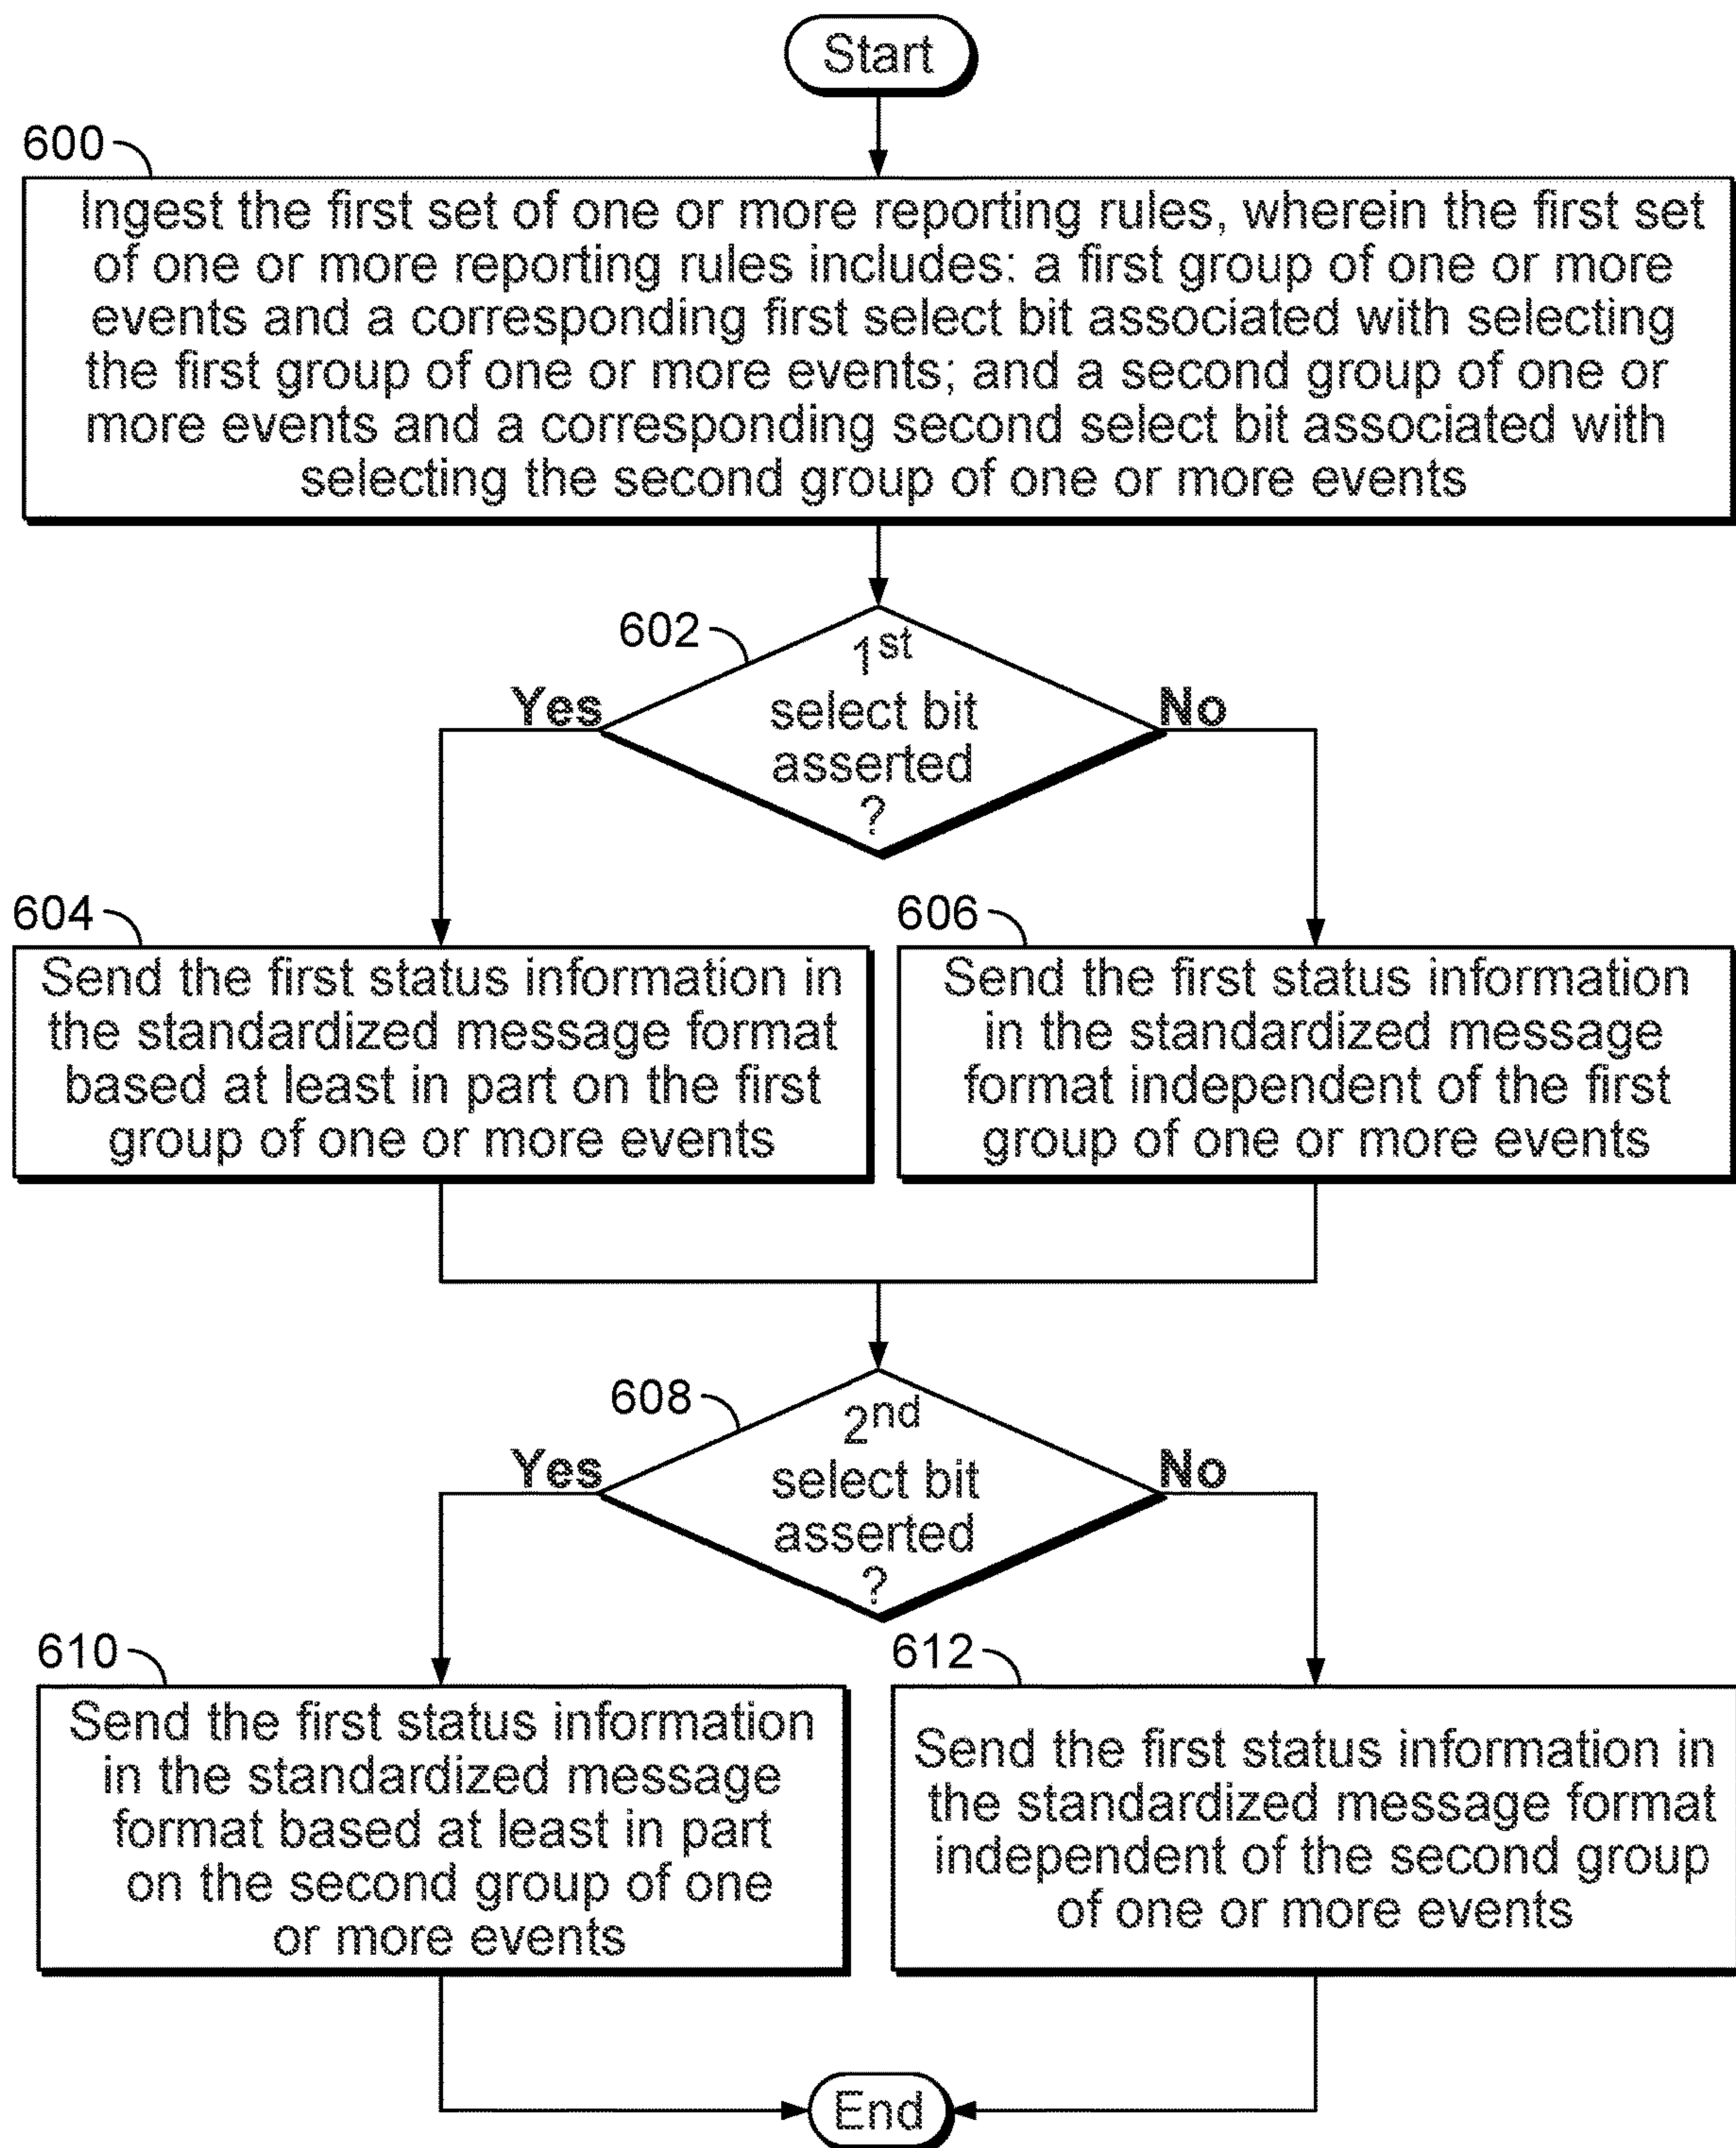 Start
600
Ingest the first set of one or more reporting rules, wherein the first set
of one or more reporting rules includes: a first group of one or more
events and a corresponding first select bit associated with selecting
the first group of one or more events; and a second group of one or
more events and a corresponding second select bit associated with
selecting the second group of one or more events
602
1st
select bit
asserted
?
Yes
No
604
Send the first status information in
the standardized message format
based at least in part on the first
group of one or more events
606
Send the first status information
in the standardized message
format independent of the first
group of one or more events
608
2nd
select bit
asserted
?
Yes
No
610
Send the first status information
in the standardized message
format based at least in part
on the second group of one
or more events
612
Send the first status information in
the standardized message format
independent of the second group
of one or more events
End